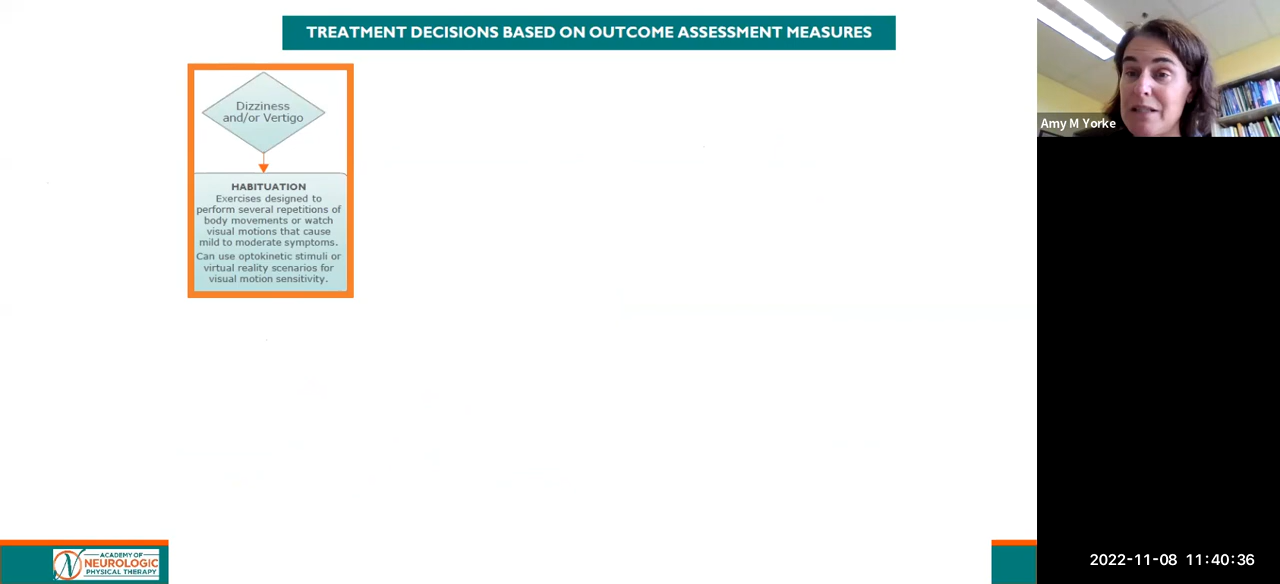 TREATMENT DECISIONS BASED ON OUTCOME ASSESSMENT MEASURES
Dizziness
and/or Vertigo
HABITUATION
Exercises designed to
perform several repetitions of
body movements or watch
visual motions that cause
mild to moderate symptoms.
Can use optokinetic stimuli or
virtual reality scenarios for
visual motion sensitivity.
Amy M Yorke
ACADEMY OF
NEUROLOGIC
PHYSICAL THERAPY
2022-11-08 11:40:36